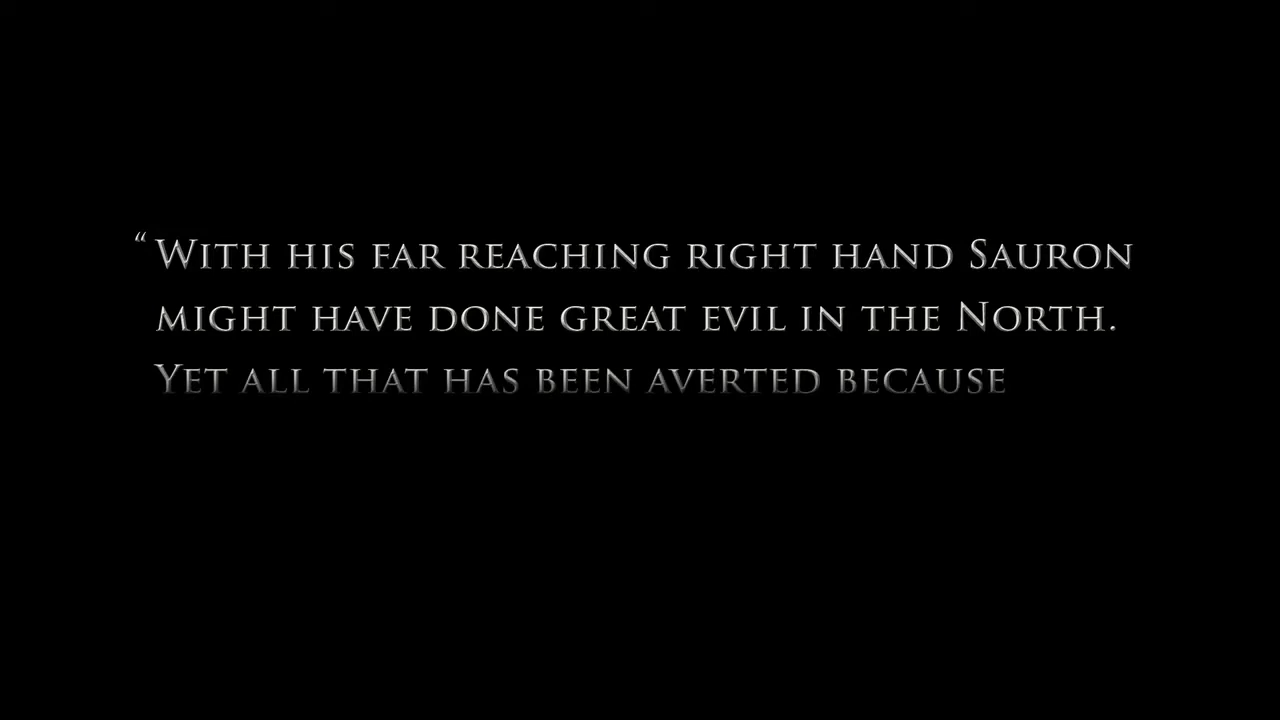 “With his far reaching right hand Sauron
might have done great evil in the North.
Yet all that has been averted because